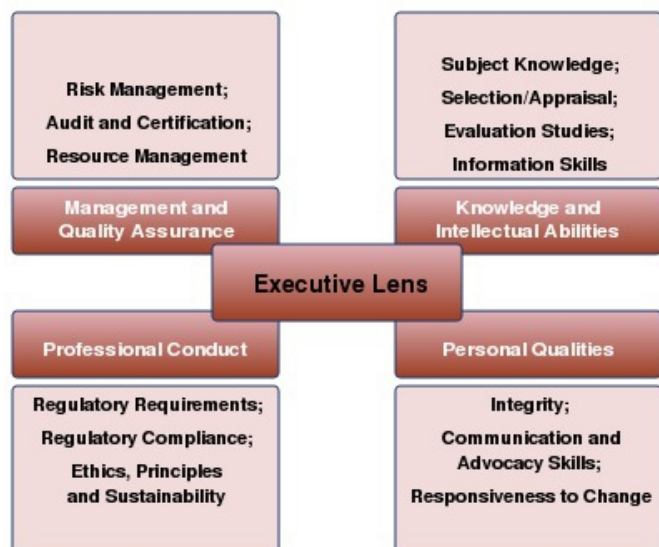 Risk Management;
Audit and Certification;
Resource Management
Management and
Quality Assurance
Subject Knowledge;
Selection/Appraisal;
Evaluation Studies;
Information Skills
Knowledge and
Intellectual Abilities
Executive Lens
Professional Conduct
Regulatory Requirements;
Regulatory Compliance;
Ethics, Principles
and Sustainability
Personal Qualities
Integrity;
Communication and
Advocacy Skills;
Responsiveness to Change